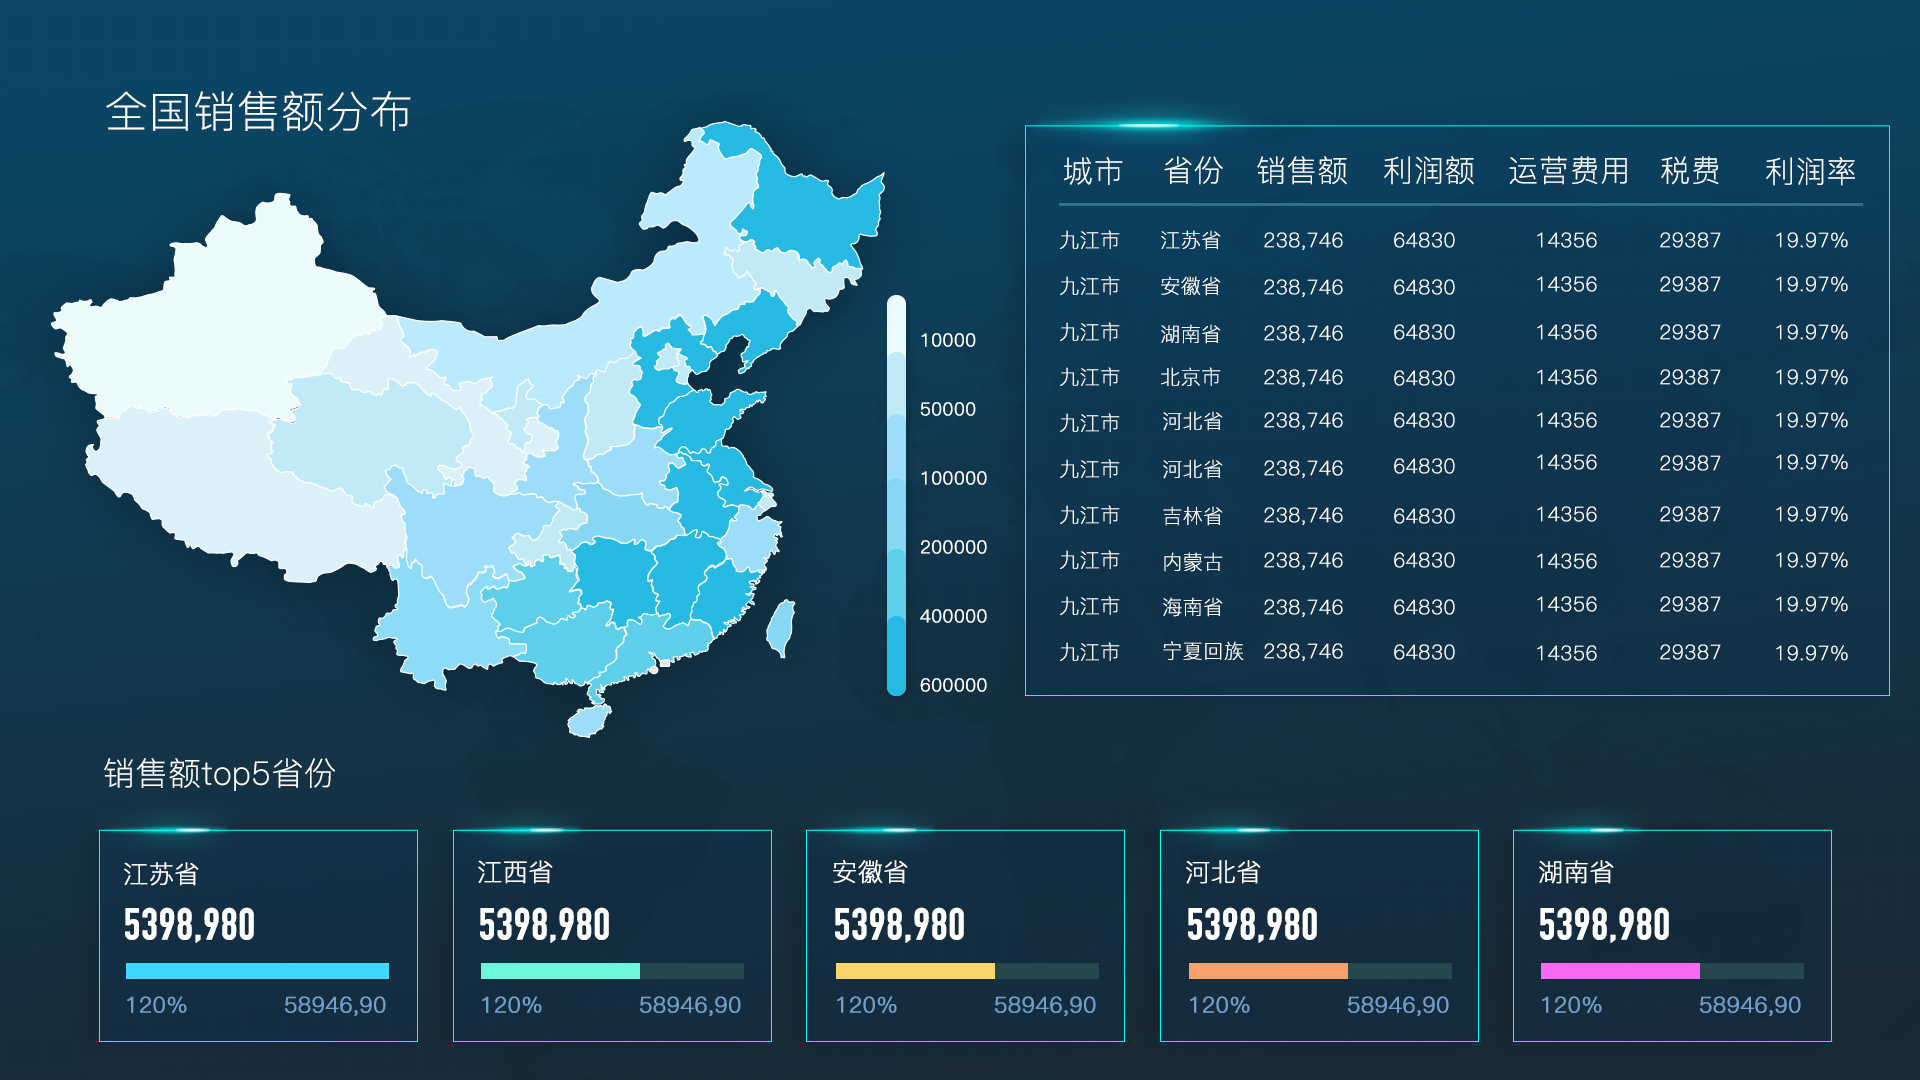 全国销售额分布
10000
50000
100000
200000
400000
600000
城市 省份 销售额 利润额 运营费用 税费 利润率
九江市 江苏省 238,746 64830 14356 29387 19.97%
九江市 安徽省 238,746 64830 14356 29387 19.97%
九江市 湖南省 238,746 64830 14356 29387 19.97%
九江市 北京市 238,746 64830 14356 29387 19.97%
九江市 河北省 238,746 64830 14356 29387 19.97%
九江市 河北省 238,746 64830 14356 29387 19.97%
九江市 吉林省 238,746 64830 14356 29387 19.97%
九江市 内蒙古 238,746 64830 14356 29387 19.97%
九江市 海南省 238,746 64830 14356 29387 19.97%
九江市 宁夏回族 238,746 64830 14356 29387 19.97%
销售额top5省份
江苏省
5398,980
120% 58946,90
江西省
5398,980
120% 58946,90
安徽省
5398,980
120% 58946,90
河北省
5398,980
120% 58946,90
湖南省
5398,980
120% 58946,90